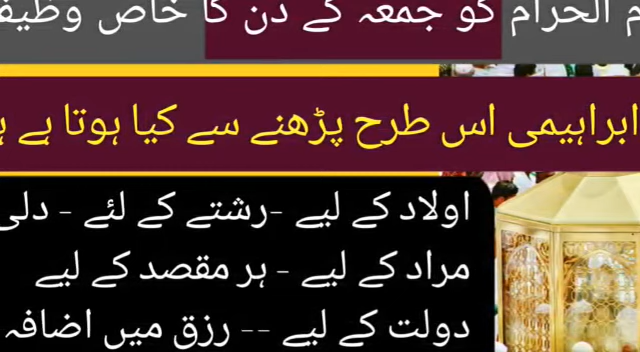 الحرام کو جمعہ کے دن کا خاص
ابراہیمی اس طرح پڑھنے سے کیا ہوتا ہے
اولاد کے لیے -رشتے کے لئے - دلی
مراد کے لیے - ہر مقصد کے لیے
دولت کے لیے -- رزق میں اضافہ